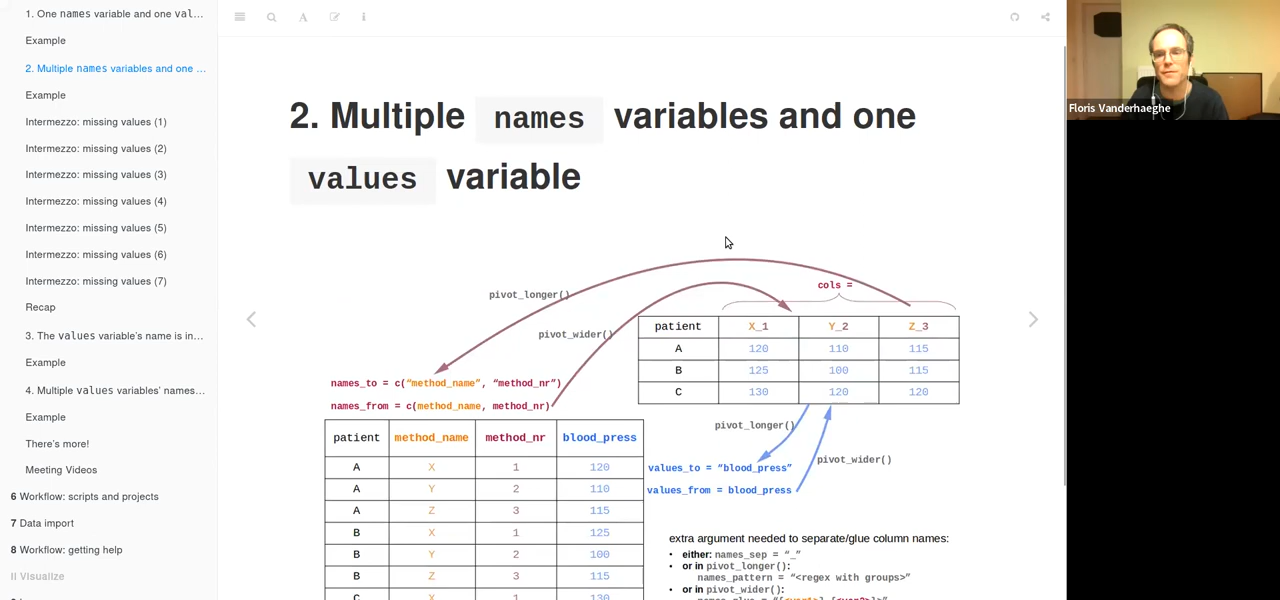 1. One names variable and one val...
Example
2. Multiple names variables and one ...
Example
Intermezzo: missing values (1)
Intermezzo: missing values (2)
Intermezzo: missing values (3)
Intermezzo: missing values (4)
Intermezzo: missing values (5)
Intermezzo: missing values (6)
Intermezzo: missing values (7)
Recap
3. The values variable's name is in...
Example
4. Multiple values variables' names...
Example
There's more!
Meeting Videos
6 Workflow: scripts and projects
7 Data import
8 Workflow: getting help
II Visualize
A
i
2. Multiple names variables and one
values variable
pivot_longer()
pivot_wider()
cols =
patient X_1 Y_2 Z_3
A 120 110 115
B 125 100 115
C 130 120 120
names_to = c(“method_name”, “method_nr”)
names_from = c(method_name, method_nr)
patient method_name method_nr blood_press
A X 1 120
A Y 2 110
A Z 3 115
B X 1 125
B Y 2 100
B Z 3 115
C X 1 130
pivot_longer()
pivot_wider()
values_to = “blood_press”
values_from = blood_press
extra argument needed to separate/glue column names:
• either: names_sep = “_”
• or in pivot_longer():
names_pattern = “<regex with groups>”
• or in pivot_wider():
Floris Vanderhaeghe